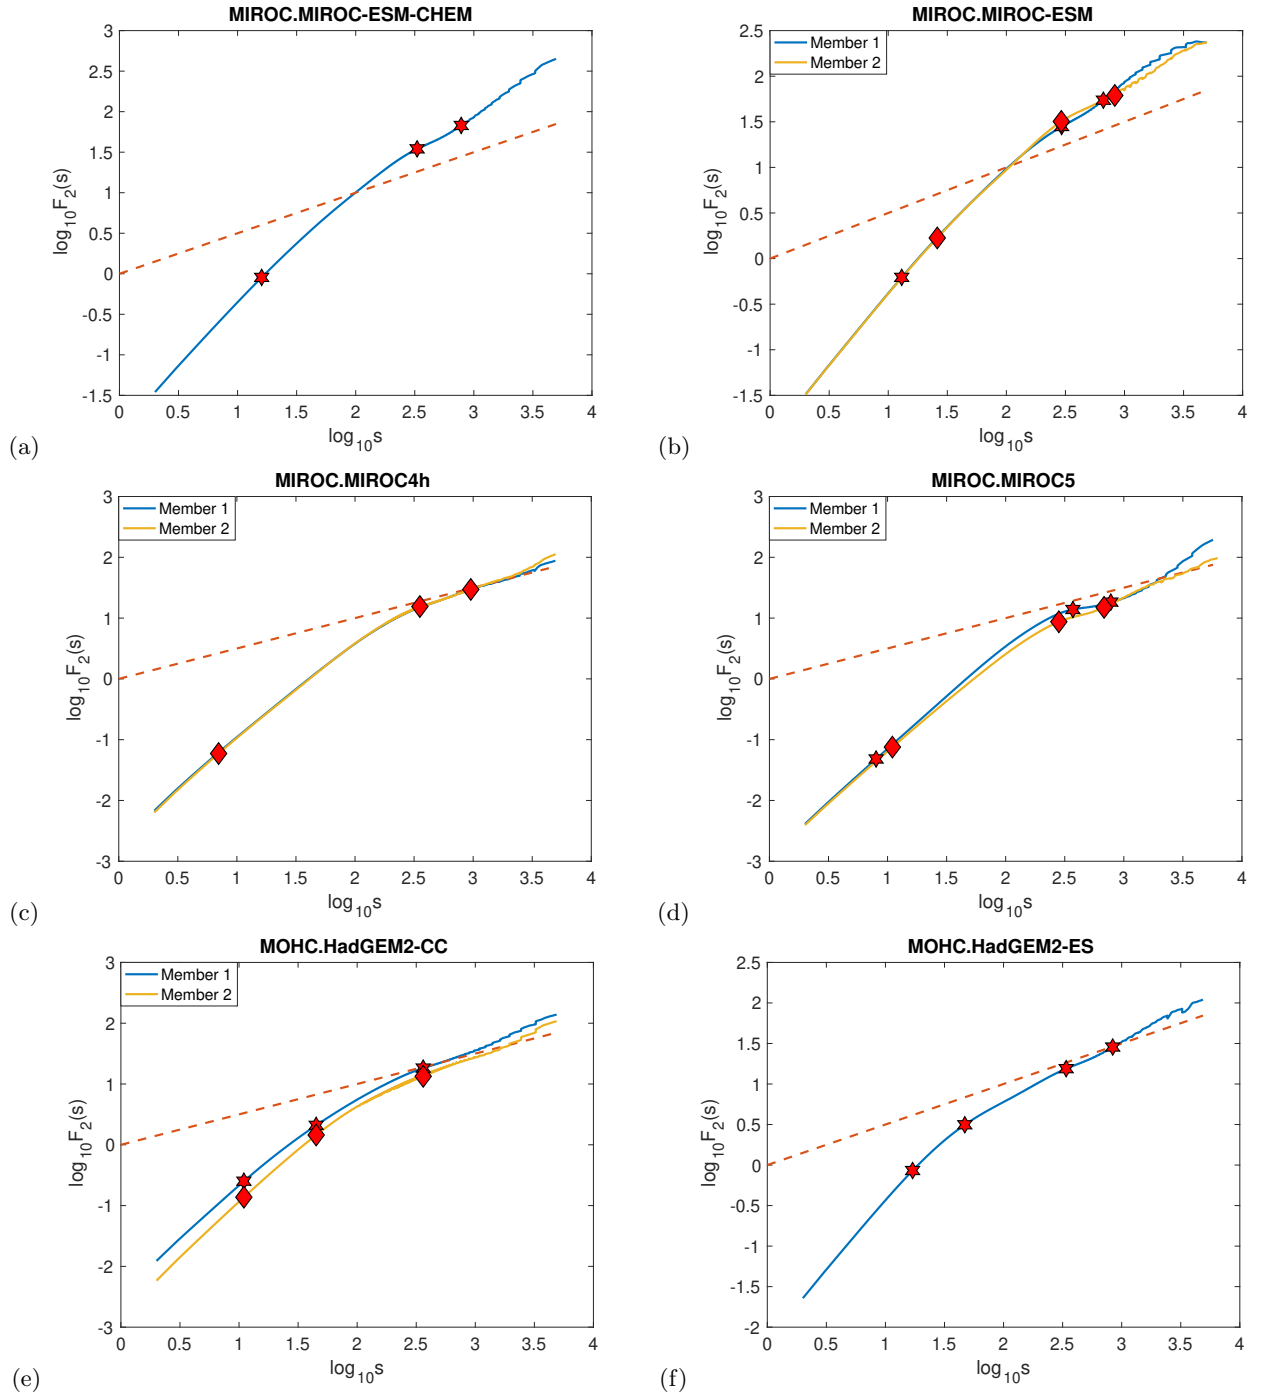 MIROC.MIROC-ESM-CHEM
3
2.5
2
1.5
1
0.5
0
-0.5
-1
-1.5
log10F2(s)
0 0.5 1 1.5 2 2.5 3 3.5 4
log10s
(a)
MIROC.MIROC-ESM
Member 1
Member 2
2.5
2
1.5
1
0.5
0
-0.5
-1
-1.5
log10F2(s)
0 0.5 1 1.5 2 2.5 3 3.5 4
log10s
(b)
MIROC.MIROC4h
Member 1
Member 2
3
2
1
0
-1
-2
-3
log10F2(s)
0 0.5 1 1.5 2 2.5 3 3.5 4
log10s
(c)
MIROC.MIROC5
Member 1
Member 2
3
2
1
0
-1
-2
-3
log10F2(s)
0 0.5 1 1.5 2 2.5 3 3.5 4
log10s
(d)
MOHC.HadGEM2-CC
Member 1
Member 2
3
2
1
0
-1
-2
-3
log10F2(s)
0 0.5 1 1.5 2 2.5 3 3.5 4
log10s
(e)
MOHC.HadGEM2-ES
2.5
2
1.5
1
0.5
0
-0.5
-1
-1.5
-2
log10F2(s)
0 0.5 1 1.5 2 2.5 3 3.5 4
log10s
(f)